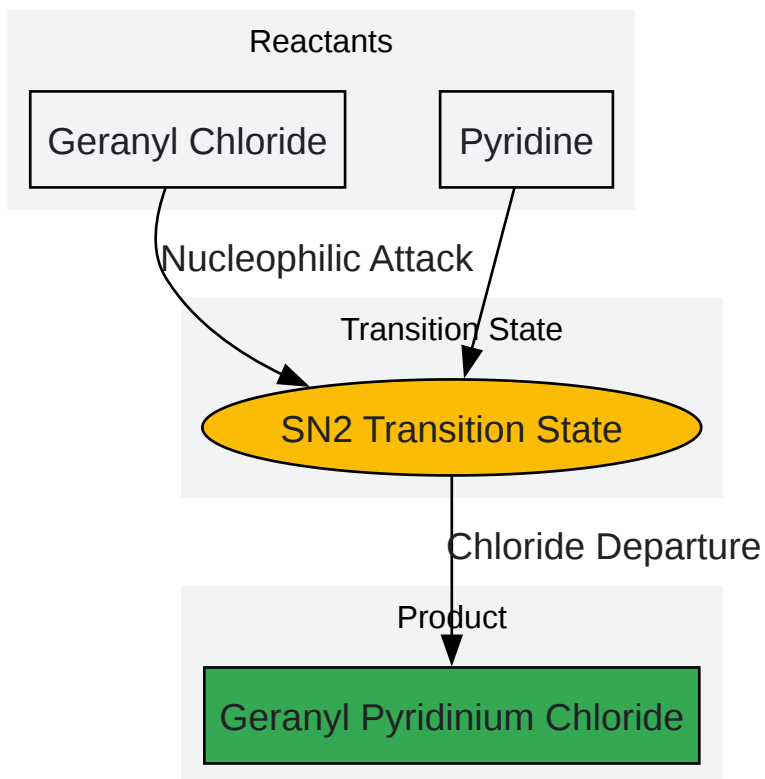 Reactants
Geranyl Chloride
Pyridine
Nucleophilic Attack
Transition State
SN2 Transition State
Chloride Departure
Product
Geranyl Pyridinium Chloride